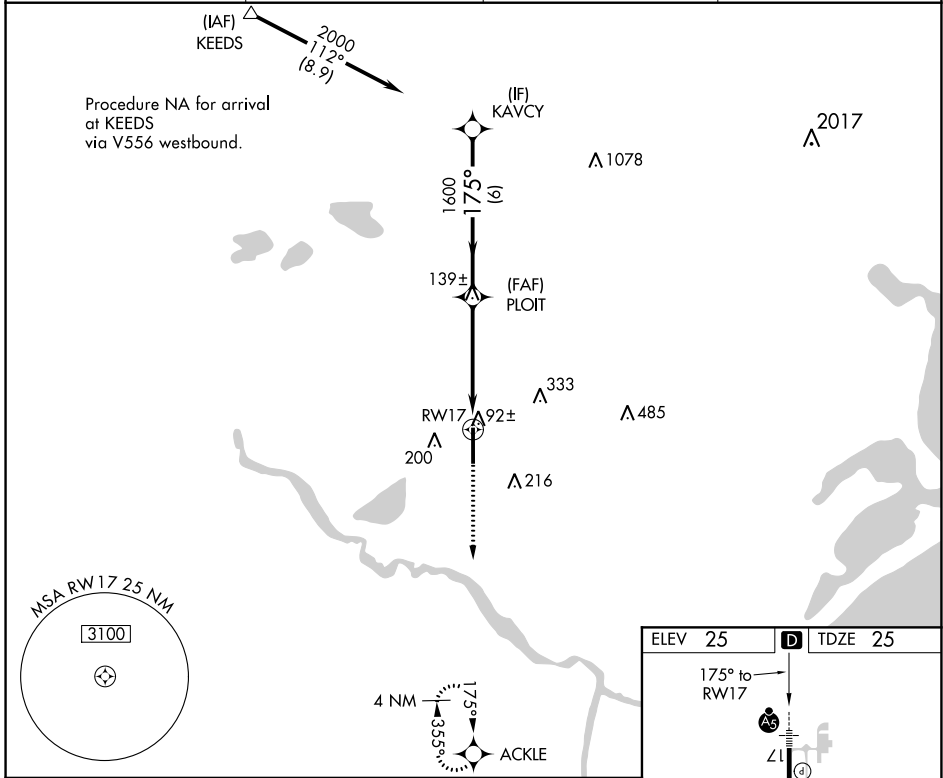 (IAF)
KEEDS
2000
112°
(8.9)
Procedure NA for arrival
at KEEDS
via V556 westbound.
(IF)
KAVCY
2017
1078
1600
175°
(6)
139±
(FAF)
PLOIT
333
RW17
92±
485
200
216
MSA RW17 25 NM
3100
4 NM
175°
355°
ACKLE
ELEV 25
D
TDZE 25
175° to
RW17
A5
17
P